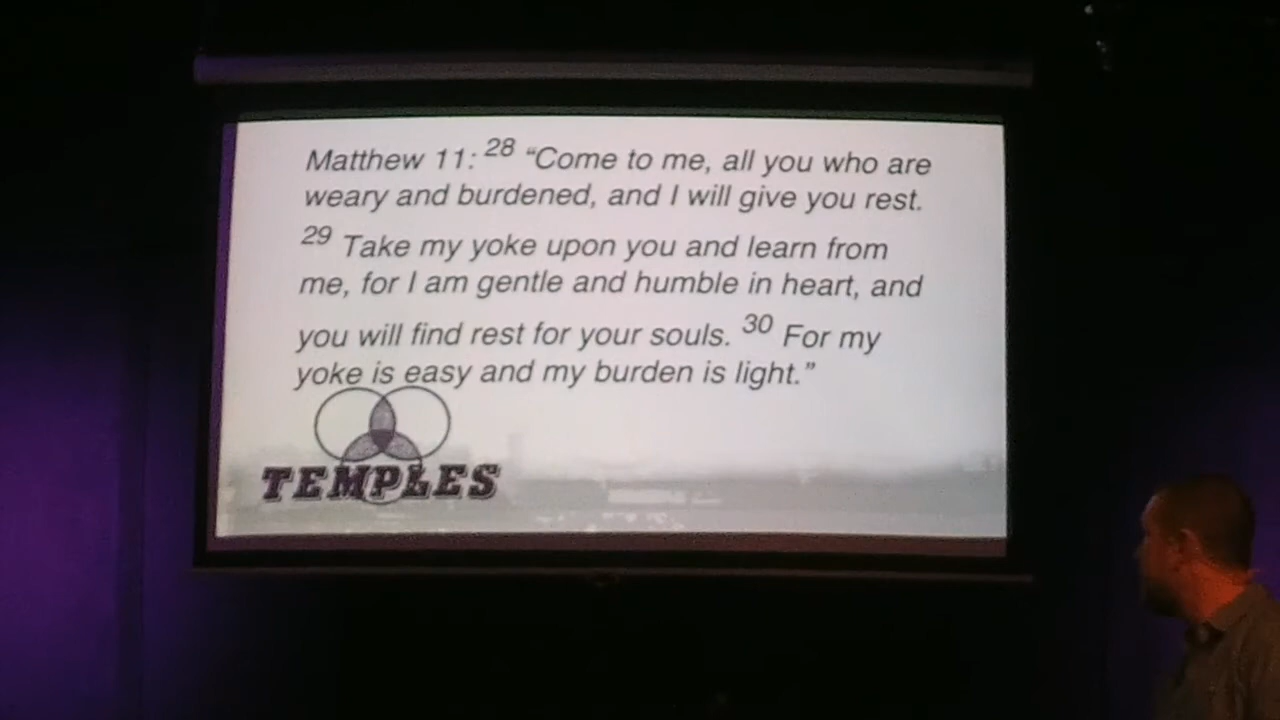 Matthew 11: 28 “Come to me, all you who are
weary and burdened, and I will give you rest.
29 Take my yoke upon you and learn from
me, for I am gentle and humble in heart, and
you will find rest for your souls. 30 For my
yoke is easy and my burden is light.”
TEMPLES